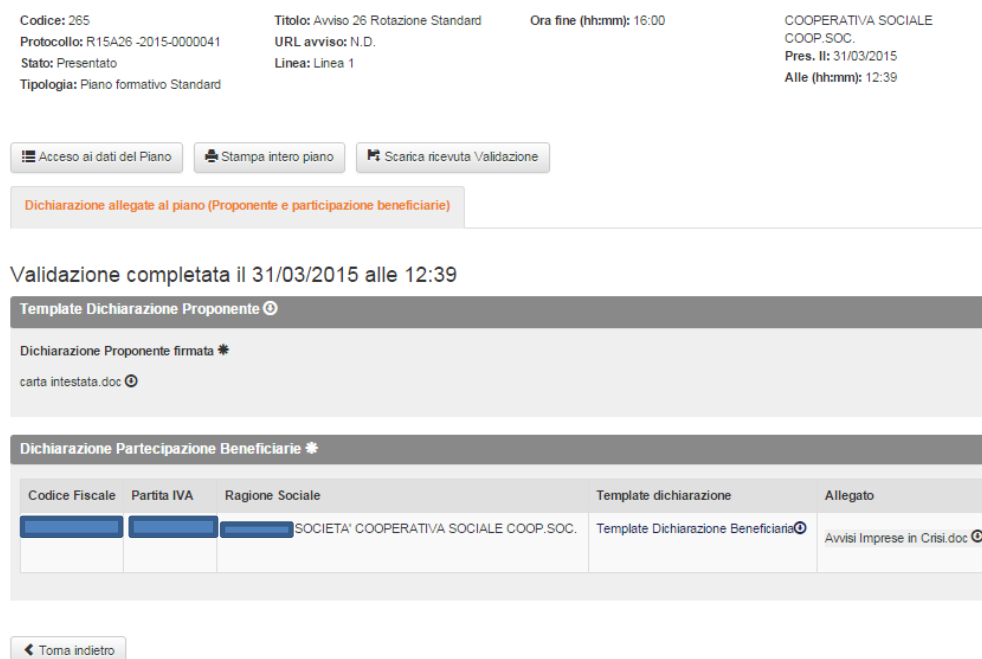 Codice: 265
Protocollo: R15A26 -2015-0000041
Stato: Presentato
Tipologia: Piano formativo Standard
Titolo: Avviso 26 Rotazione Standard
URL avviso: N.D.
Linea: Linea 1
Ora fine (hh:mm): 16:00
COOPERATIVA SOCIALE
COOP.SOC.
Pres. Il: 31/03/2015
Alle (hh:mm): 12:39
Acceso ai dati del Piano
Stampa intero piano
Scarica ricevuta Validazione
Dichiarazione allegate al piano (Proponente e participazione beneficiarie)
Validazione completata il 31/03/2015 alle 12:39
Template Dichiarazione Proponente
Dichiarazione Proponente firmata
carta intestata.doc
Dichiarazione Partecipazione Beneficiarie
Codice Fiscale Partita IVA Ragione Sociale Template dichiarazione Allegato
SOCIETA' COOPERATIVA SOCIALE COOP.SOC. Template Dichiarazione Beneficiaria Avvisi Imprese in Crisi.doc
Torna indietro